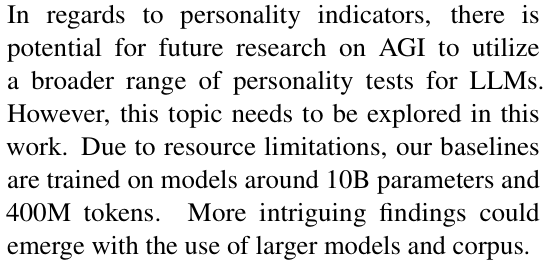 In regards to personality indicators, there is
potential for future research on AGI to utilize
a broader range of personality tests for LLMs.
However, this topic needs to be explored in this
work. Due to resource limitations, our baselines
are trained on models around 10B parameters and
400M tokens. More intriguing findings could
emerge with the use of larger models and corpus.